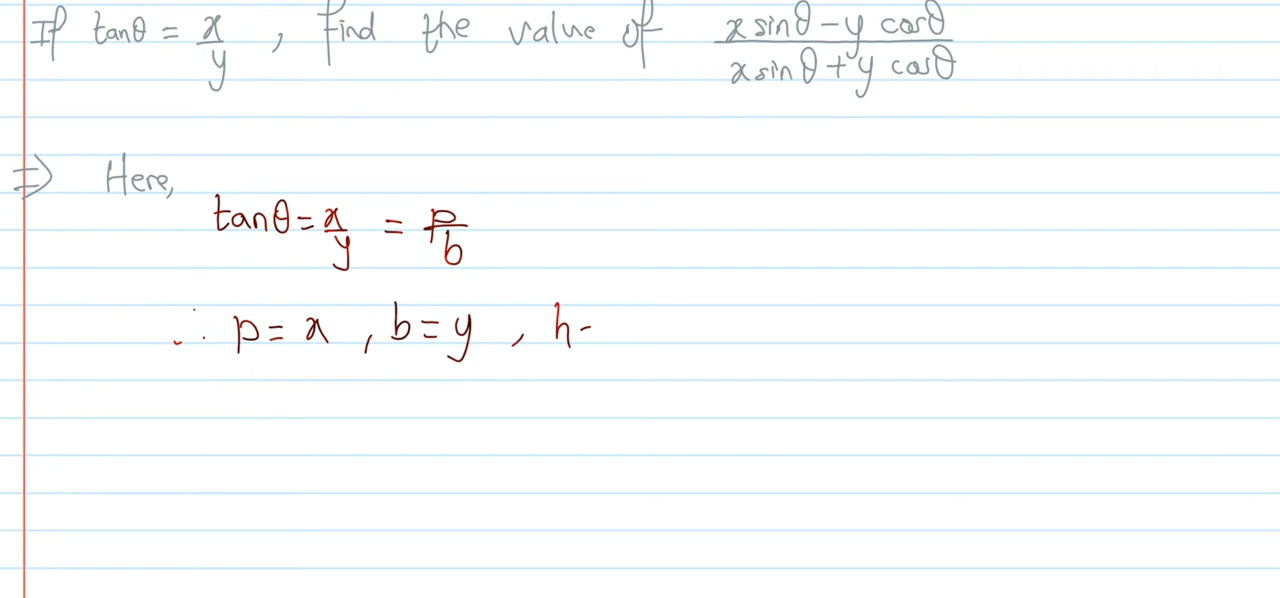 If tanθ = x/y , find the value of (x sinθ - y cosθ)/(x sinθ + y cosθ)
⇒ Here,
tanθ = x/y = p/b
∴ p = x , b = y , h -